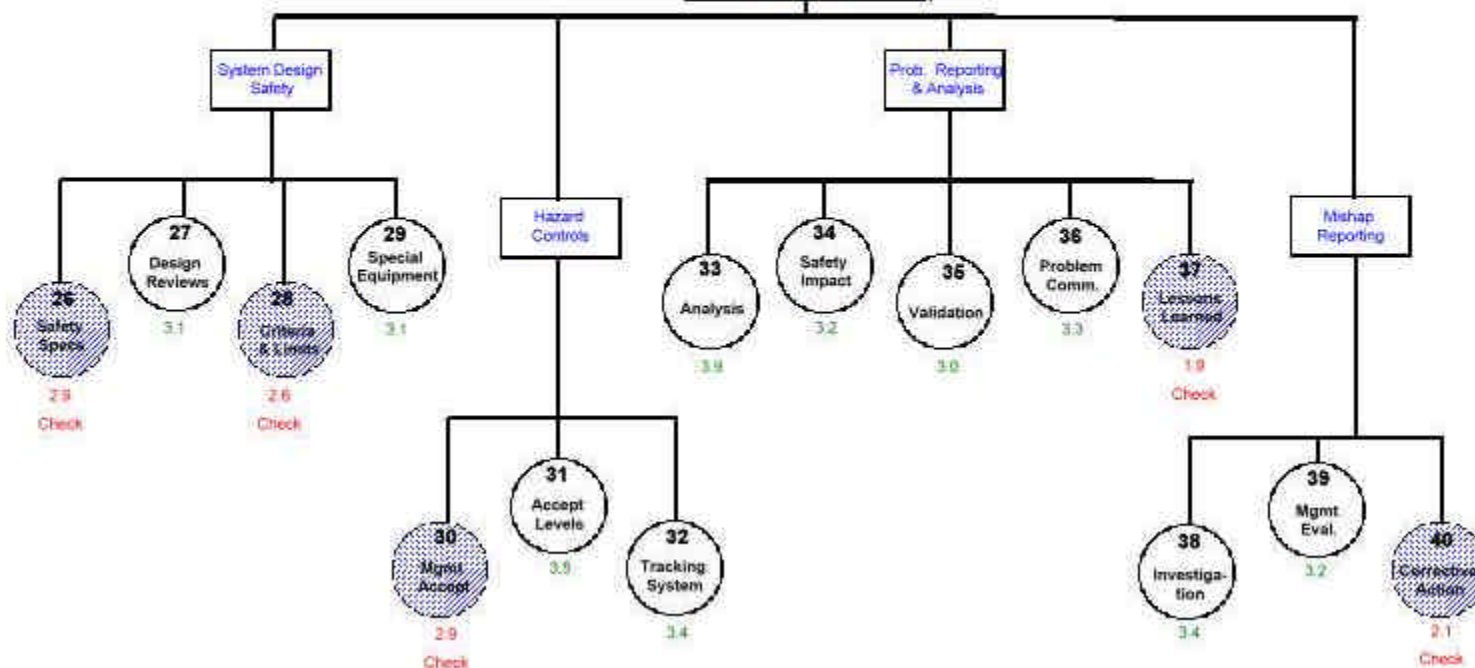 System Design
Safety
Prob. Reporting
& Analysis
Hazard
Controls
Mishap
Reporting
26
Safety
Specs
2.9
Check
27
Design
Reviews
3.1
28
Criteria
& Limits
2.6
Check
29
Special
Equipment
3.1
30
Mgmt
Accept
2.9
Check
31
Accept
Levels
3.5
32
Tracking
System
3.4
33
Analysis
3.9
34
Safety
Impact
3.2
35
Validation
3.0
36
Problem
Comm.
3.3
37
Lessons
Learned
1.9
Check
38
Investiga-
tion
3.4
39
Mgmt
Eval.
3.2
40
Corrective
Action
2.1
Check